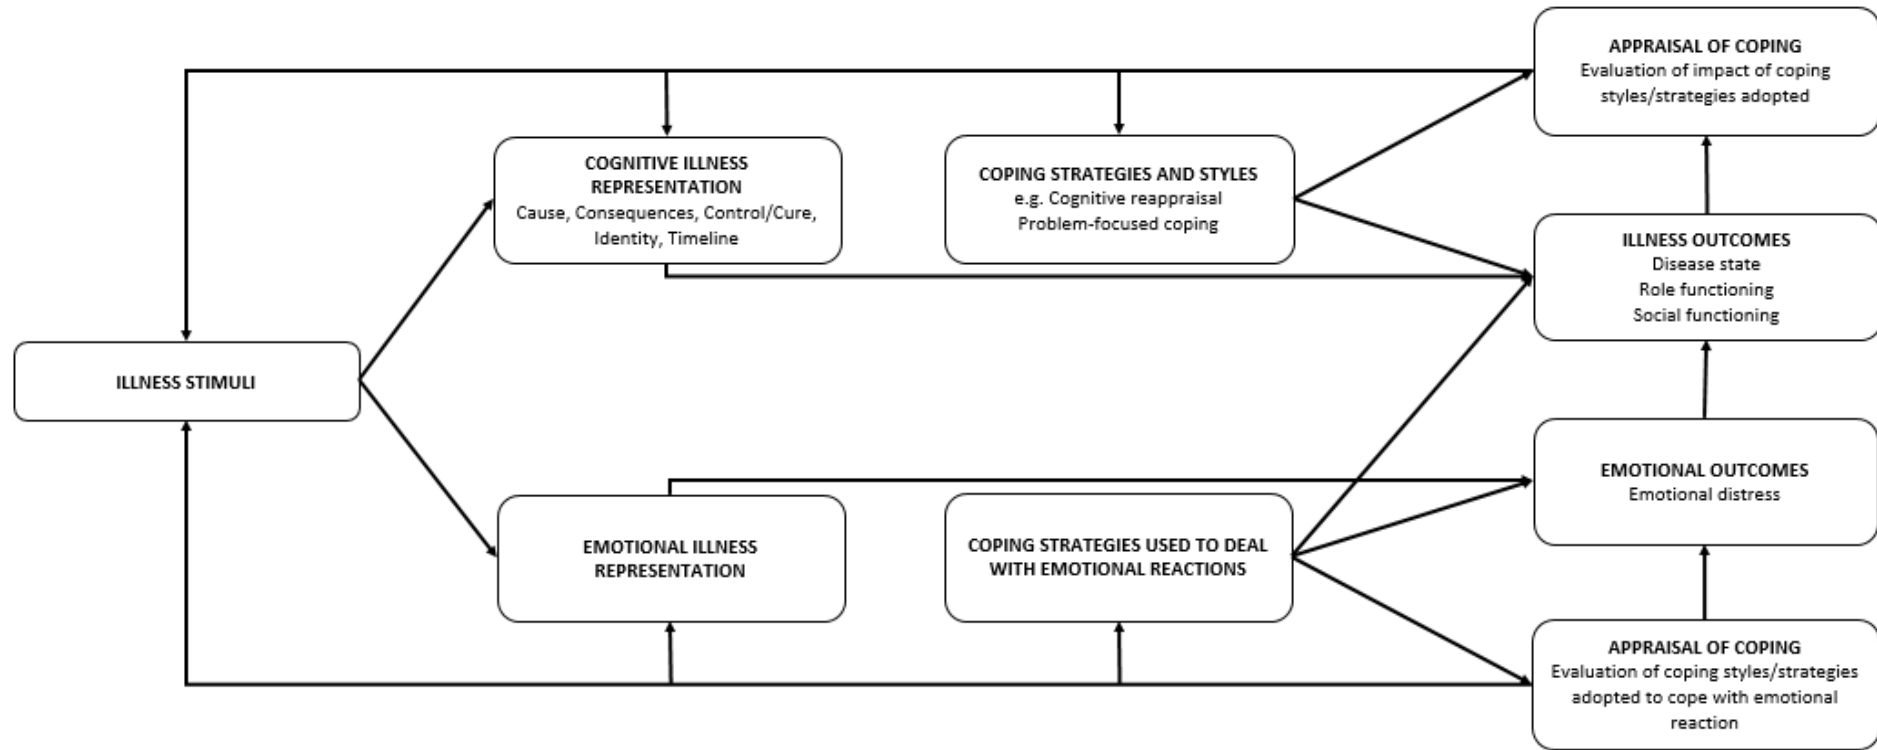 APPRAISAL OF COPING
Evaluation of impact of coping
styles/strategies adopted
COGNITIVE ILLNESS
REPRESENTATION
Cause, Consequences, Control/Cure,
Identity, Timeline
COPING STRATEGIES AND STYLES
e.g. Cognitive reappraisal
Problem-focused coping
ILLNESS OUTCOMES
Disease state
Role functioning
Social functioning
ILLNESS STIMULI
EMOTIONAL OUTCOMES
Emotional distress
EMOTIONAL ILLNESS
REPRESENTATION
COPING STRATEGIES USED TO DEAL
WITH EMOTIONAL REACTIONS
APPRAISAL OF COPING
Evaluation of coping styles/strategies
adopted to cope with emotional
reaction